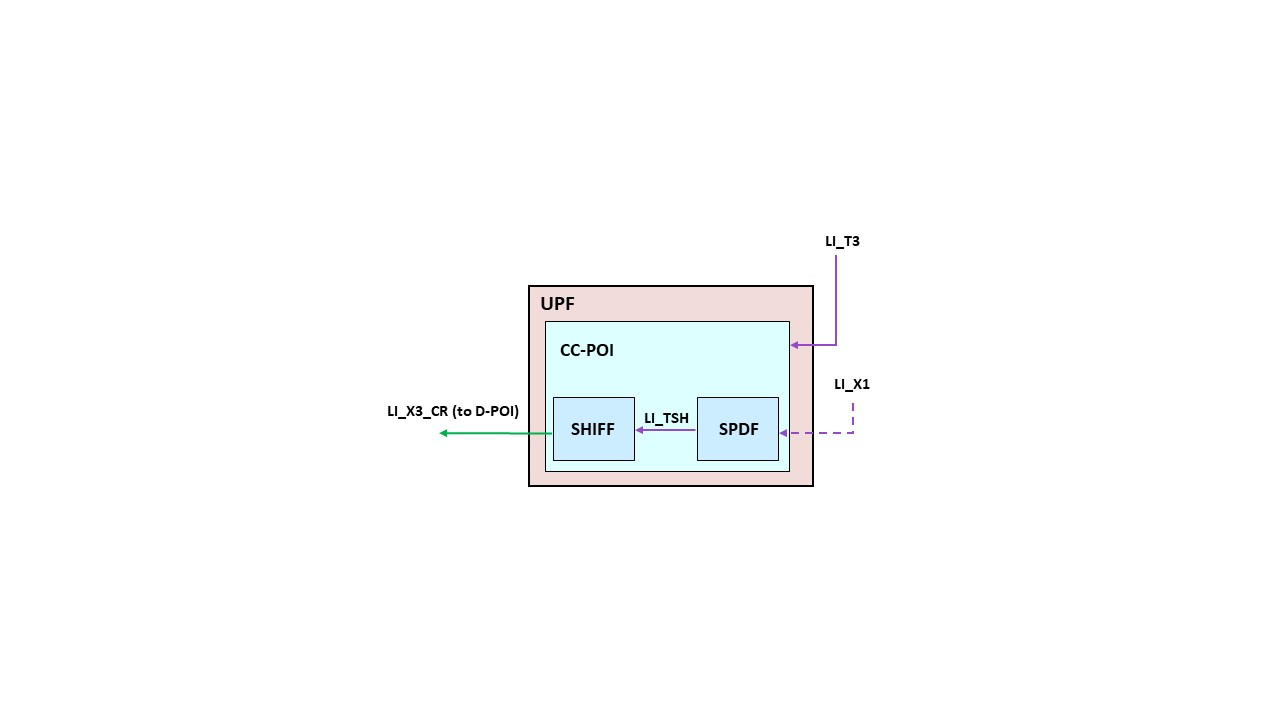 LI_T3
UPF
CC-POI
LI_X1
LI_X3_CR (to D-POI)
LI_TSH
SHIFF
SPDF